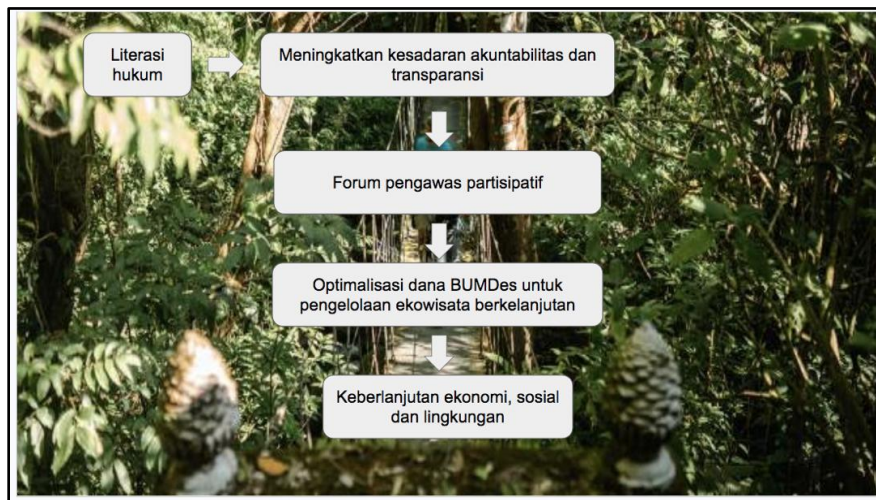 Literasi
hukum
Meningkatkan kesadaran akuntabilitas dan
transparansi
Forum pengawas partisipatif
Optimalisasi dana BUMDes untuk
pengelolaan ekowisata berkelanjutan
Keberlanjutan ekonomi, sosial
dan lingkungan